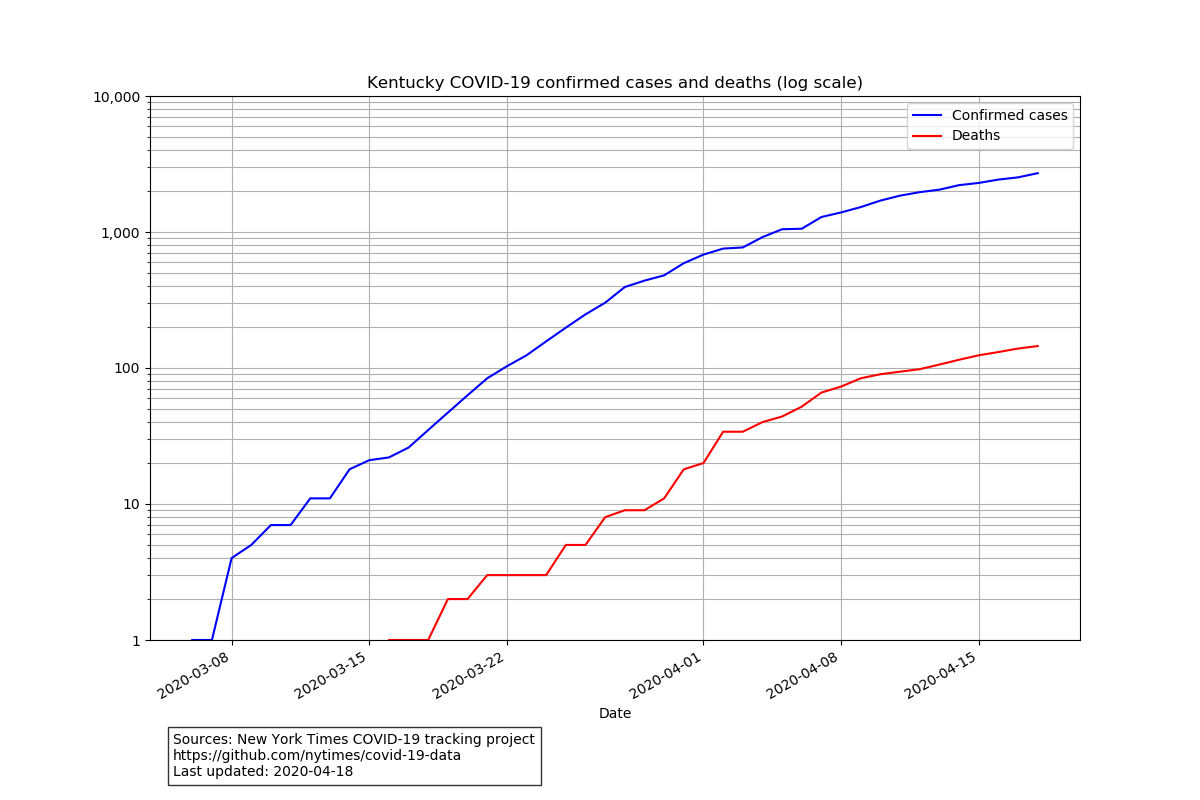 Kentucky COVID-19 confirmed cases and deaths (log scale)
10,000
1,000
100
10
1
Confirmed cases
Deaths
2020-03-08
2020-03-15
2020-03-22
2020-04-01
2020-04-08
2020-04-15
Date
Sources: New York Times COVID-19 tracking project
https://github.com/nytimes/covid-19-data
Last updated: 2020-04-18